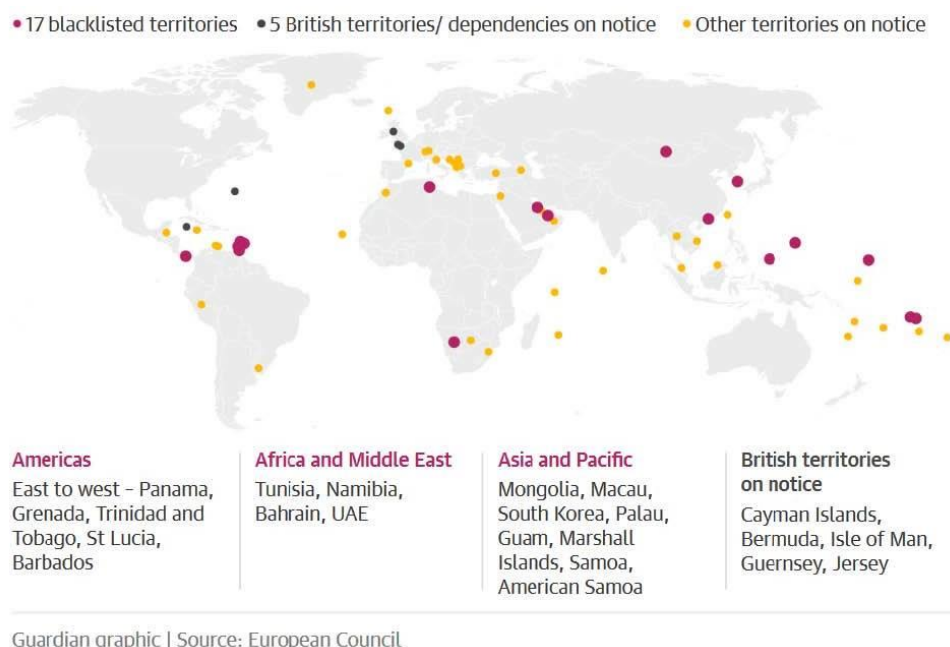 17 blacklisted territories
5 British territories/ dependencies on notice
Other territories on notice
Americas
East to west – Panama,
Grenada, Trinidad and
Tobago, St Lucia,
Barbados
Africa and Middle East
Tunisia, Namibia,
Bahrain, UAE
Asia and Pacific
Mongolia, Macau,
South Korea, Palau,
Guam, Marshall
Islands, Samoa,
American Samoa
British territories
on notice
Cayman Islands,
Bermuda, Isle of Man,
Guernsey, Jersey
Guardian graphic | Source: European Council